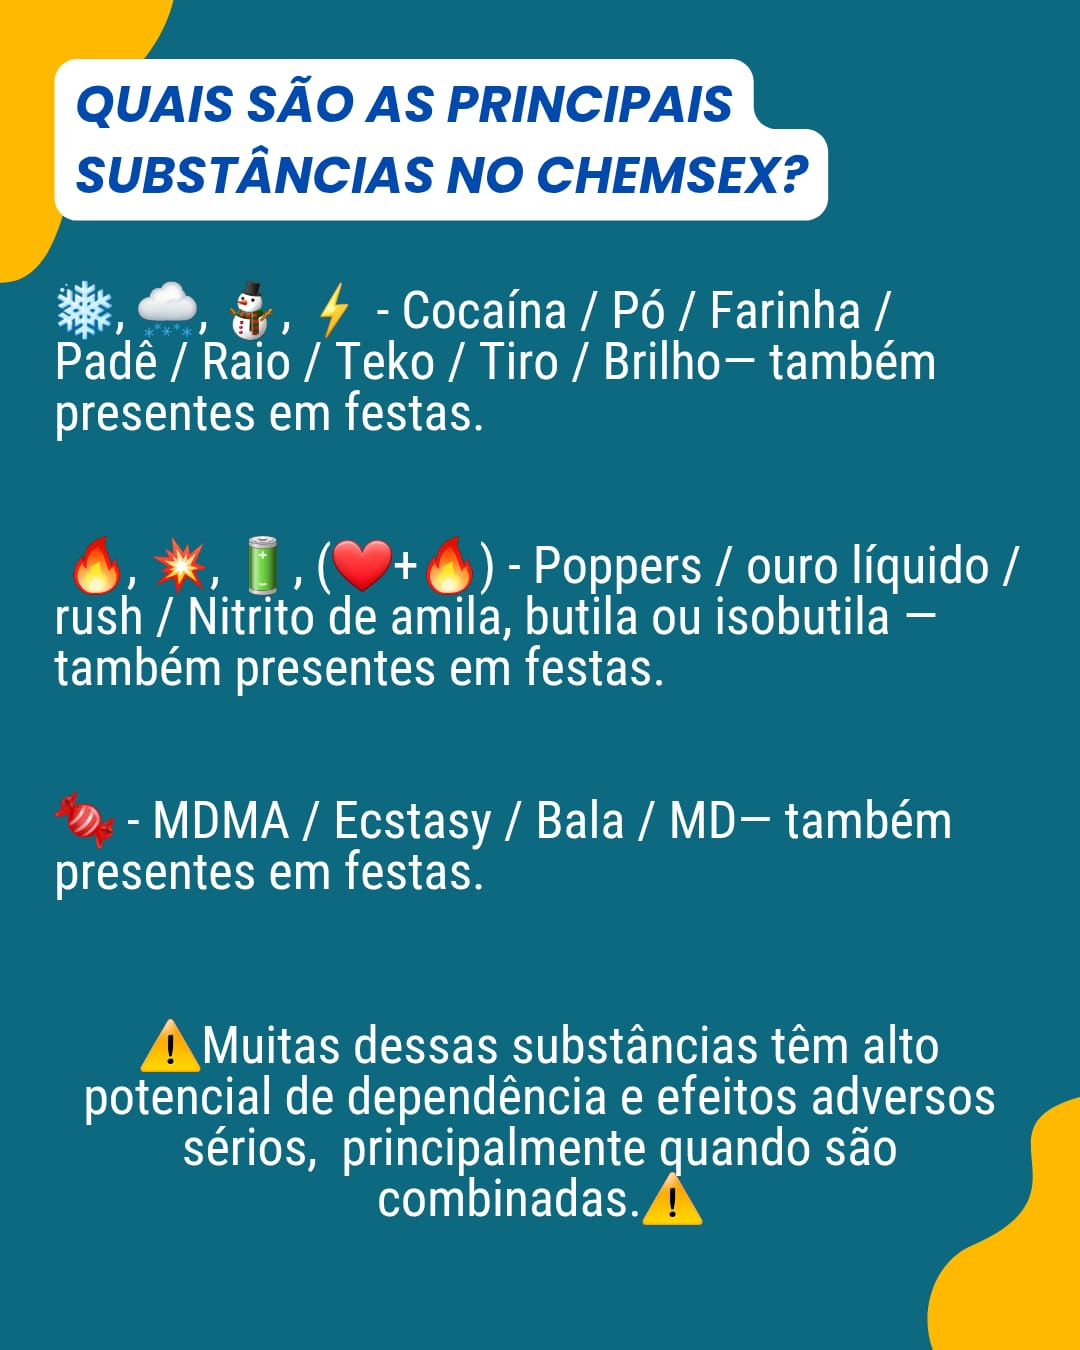 QUAIS SÃO AS PRINCIPAIS
SUBSTÂNCIAS NO CHEMSEX?
❄️, 🌨️, ⛄, ⚡ - Cocaína / Pó / Farinha /
Padê / Raio / Teko / Tiro / Brilho— também
presentes em festas.
🔥, 💥, 🔋, (❤️+🔥) - Poppers / ouro líquido /
rush / Nitrito de amila, butila ou isobutila —
também presentes em festas.
🍬 - MDMA / Ecstasy / Bala / MD— também
presentes em festas.
⚠️Muitas dessas substâncias têm alto
potencial de dependência e efeitos adversos
sérios, principalmente quando são
combinadas.⚠️